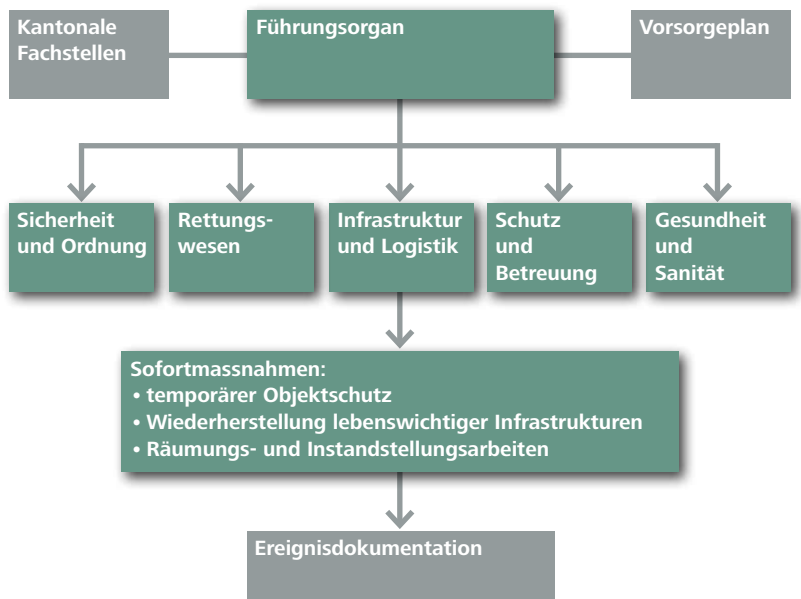 Kantonale
Fachstellen
Führungsorgan
Vorsorgeplan
Sicherheit
und Ordnung
Rettungs-
wesen
Infrastruktur
und Logistik
Schutz
und
Betreuung
Gesundheit
und
Sanität
Sofortmassnahmen:
• temporärer Objektschutz
• Wiederherstellung lebenswichtiger Infrastrukturen
• Räumungs- und Instandstellungsarbeiten
Ereignisdokumentation